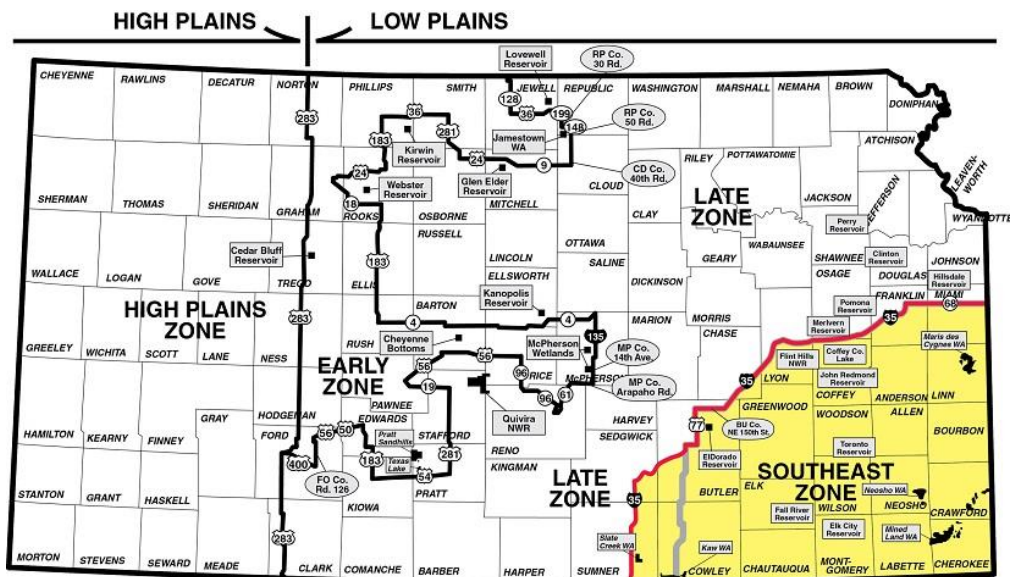 HIGH PLAINS
LOW PLAINS
Lovewell
Reservoir
RP Co.
30 Rd.
CHEYENNE
RAWLINS
DECATUR
NORTON
PHILLIPS
SMITH
JEWELL
REPUBLIC
WASHINGTON
MARSHALL
NEMAHA
BROWN
DONIPHAN
128
36
199
283
36
183
281
148
RP Co.
50 Rd.
Jamestown
WA
Kirwin
Reservoir
24
9
ATCHISON
24
Webster
Reservoir
Glen Elder
Reservoir
CD Co.
40th Rd.
RILEY
POTTAWATOMIE
LEAVEN-
WORTH
CLOUD
MITCHELL
LATE
ZONE
JACKSON
JEFFERSON
SHERMAN
THOMAS
SHERIDAN
GRAHAM
18
ROOKS
OSBORNE
CLAY
Perry
Reservoir
WYANDOTTE
RUSSELL
OTTAWA
WABAUNSEE
Cedar Bluff
Reservoir
183
LINCOLN
SALINE
GEARY
SHAWNEE
Clinton
Reservoir
JOHNSON
WALLACE
LOGAN
GOVE
TREGO
ELLIS
ELLSWORTH
DICKINSON
OSAGE
DOUGLAS
Hillsdale
Reservoir
Kanopolis
Reservoir
FRANKLIN
MIAMI
68
HIGH PLAINS
ZONE
283
BARTON
4
4
MARION
MORRIS
Pomona
Reservoir
35
CHASE
Merlvern
Reservoir
GREELEY
WICHITA
SCOTT
LANE
NESS
RUSH
Cheyenne
Bottoms
McPherson
Wetlands
135
MP Co.
14th Ave.
Maris des
Cygnes WA
EARLY
ZONE
56
56
96
RICE
McPHERSON
MP Co.
Arapaho Rd.
Flint Hills
NWR
Coffey Co.
Lake
John Redmond
Reservoir
35
LYON
COFFEY
ANDERSON
LINN
19
96
61
PAWNEE
Quivira
NWR
HARVEY
GREENWOOD
WOODSON
ALLEN
HODGEMAN
EDWARDS
GRAY
FORD
56
50
STAFFORD
77
BU Co.
NE 150th St.
BOURBON
HAMILTON
KEARNY
FINNEY
Pratt
Sandhills
SEDGWICK
RENO
Toronto
Reservoir
400
183
Texas
Lake
281
54
KINGMAN
ElDorado
Reservoir
SOUTHEAST
ZONE
FO Co.
Rd. 126
PRATT
LATE
ZONE
BUTLER
ELK
Neosho WA
STANTON
GRANT
HASKELL
KIOWA
35
Fall River
Reservoir
WILSON
NEOSHO
CRAWFORD
283
Slate
Creek WA
Elk City
Reservoir
Mined
Land WA
Kaw WA
MORTON
STEVENS
SEWARD
MEADE
CLARK
COMANCHE
BARBER
HARPER
SUMNER
COWLEY
CHAUTAUQUA
MONT-
GOMERY
LABETTE
CHEROKEE